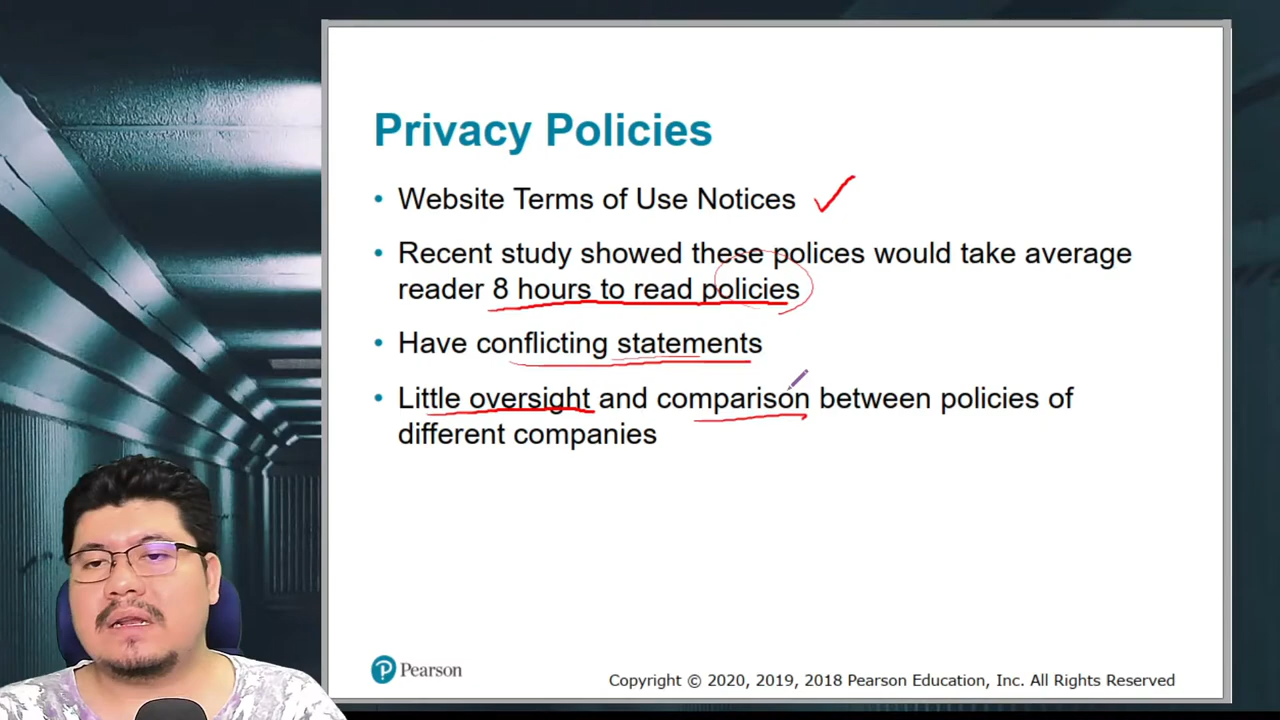 Privacy Policies
• Website Terms of Use Notices
• Recent study showed these polices would take average
reader 8 hours to read policies
• Have conflicting statements
• Little oversight and comparison between policies of
different companies
Pearson
Copyright © 2020, 2019, 2018 Pearson Education, Inc. All Rights Reserved